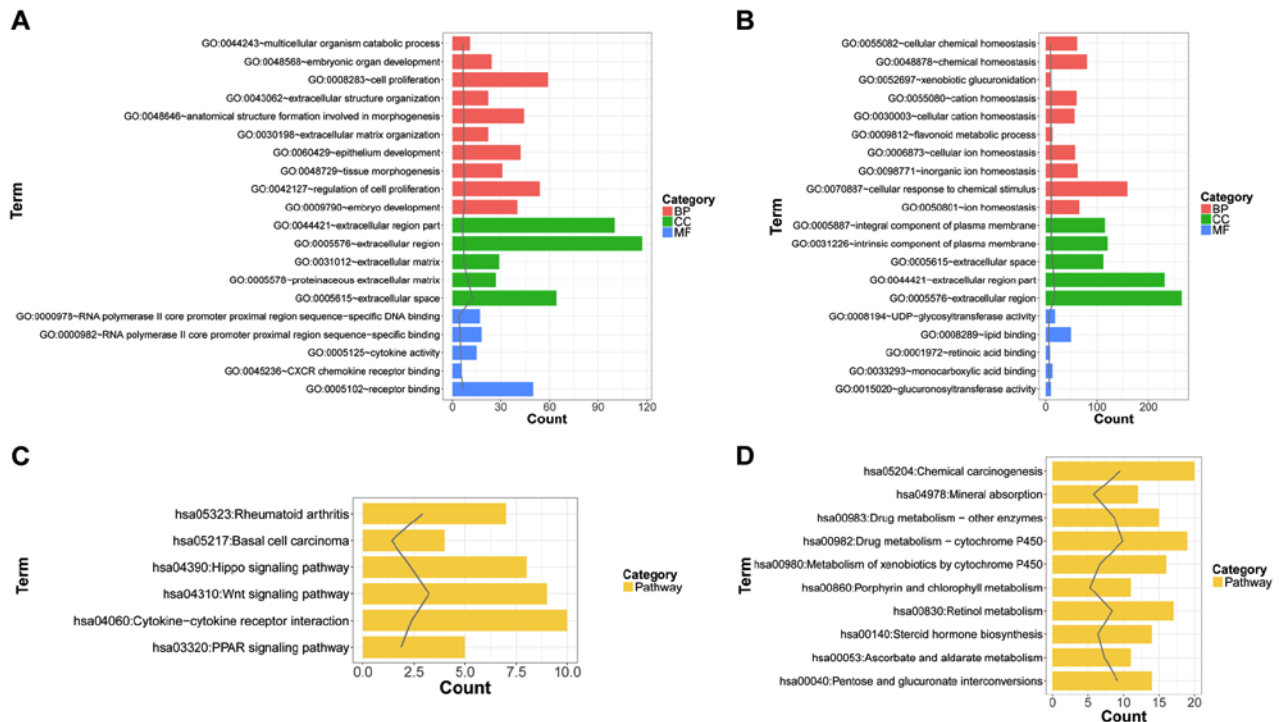 A
GO:0044243~multicellular organism catabolic process
GO:0048568~embryonic organ development
GO:0008283~cell proliferation
GO:0043062~extracellular structure organization
GO:0048646~anatomical structure formation involved in morphogenesis
GO:0030198~extracellular matrix organization
GO:0060429~epithelium development
GO:0048729~tissue morphogenesis
GO:0042127~regulation of cell proliferation
GO:0009790~embryo development
GO:0044421~extracellular region part
GO:0005576~extracellular region
GO:0031012~extracellular matrix
GO:0005578~proteinaceous extracellular matrix
GO:0005615~extracellular space
GO:0000978~RNA polymerase II core promoter proximal region sequence-specific DNA binding
GO:0000982~RNA polymerase II core promoter proximal region sequence-specific binding
GO:0005125~cytokine activity
GO:0045236~CXCR chemokine receptor binding
GO:0005102~receptor binding
Term
0 30 60 90 120
Count
Category
BP
CC
MF
B
GO:0055082~cellular chemical homeostasis
GO:0048878~chemical homeostasis
GO:0052697~xenobiotic glucuronidation
GO:0055080~cation homeostasis
GO:0030003~cellular cation homeostasis
GO:0009812~flavonoid metabolic process
GO:0006873~cellular ion homeostasis
GO:0098771~inorganic ion homeostasis
GO:0070887~cellular response to chemical stimulus
GO:0050801~ion homeostasis
GO:0005887~integral component of plasma membrane
GO:0031226~intrinsic component of plasma membrane
GO:0005615~extracellular space
GO:0044421~extracellular region part
GO:0005576~extracellular region
GO:0008194~UDP-glycosyltransferase activity
GO:0008289~lipid binding
GO:0001972~retinoic acid binding
GO:0033293~monocarboxylic acid binding
GO:0015020~glucuronosyltransferase activity
Term
0 100 200
Count
Category
BP
CC
MF
C
hsa05323:Rheumatoid arthritis
hsa05217:Basal cell carcinoma
hsa04390:Hippo signaling pathway
hsa04310:Wnt signaling pathway
hsa04060:Cytokine-cytokine receptor interaction
hsa03320:PPAR signaling pathway
Term
0.0 2.5 5.0 7.5 10.0
Count
Category
Pathway
D
hsa05204:Chemical carcinogenesis
hsa04978:Mineral absorption
hsa00983:Drug metabolism - other enzymes
hsa00982:Drug metabolism - cytochrome P450
hsa00980:Metabolism of xenobiotics by cytochrome P450
hsa00860:Porphyrin and chlorophyll metabolism
hsa00830:Retinol metabolism
hsa00140:Steroid hormone biosynthesis
hsa00053:Ascorbate and aldarate metabolism
hsa00040:Pentose and glucuronate interconversions
Term
0 5 10 15 20
Count
Category
Pathway